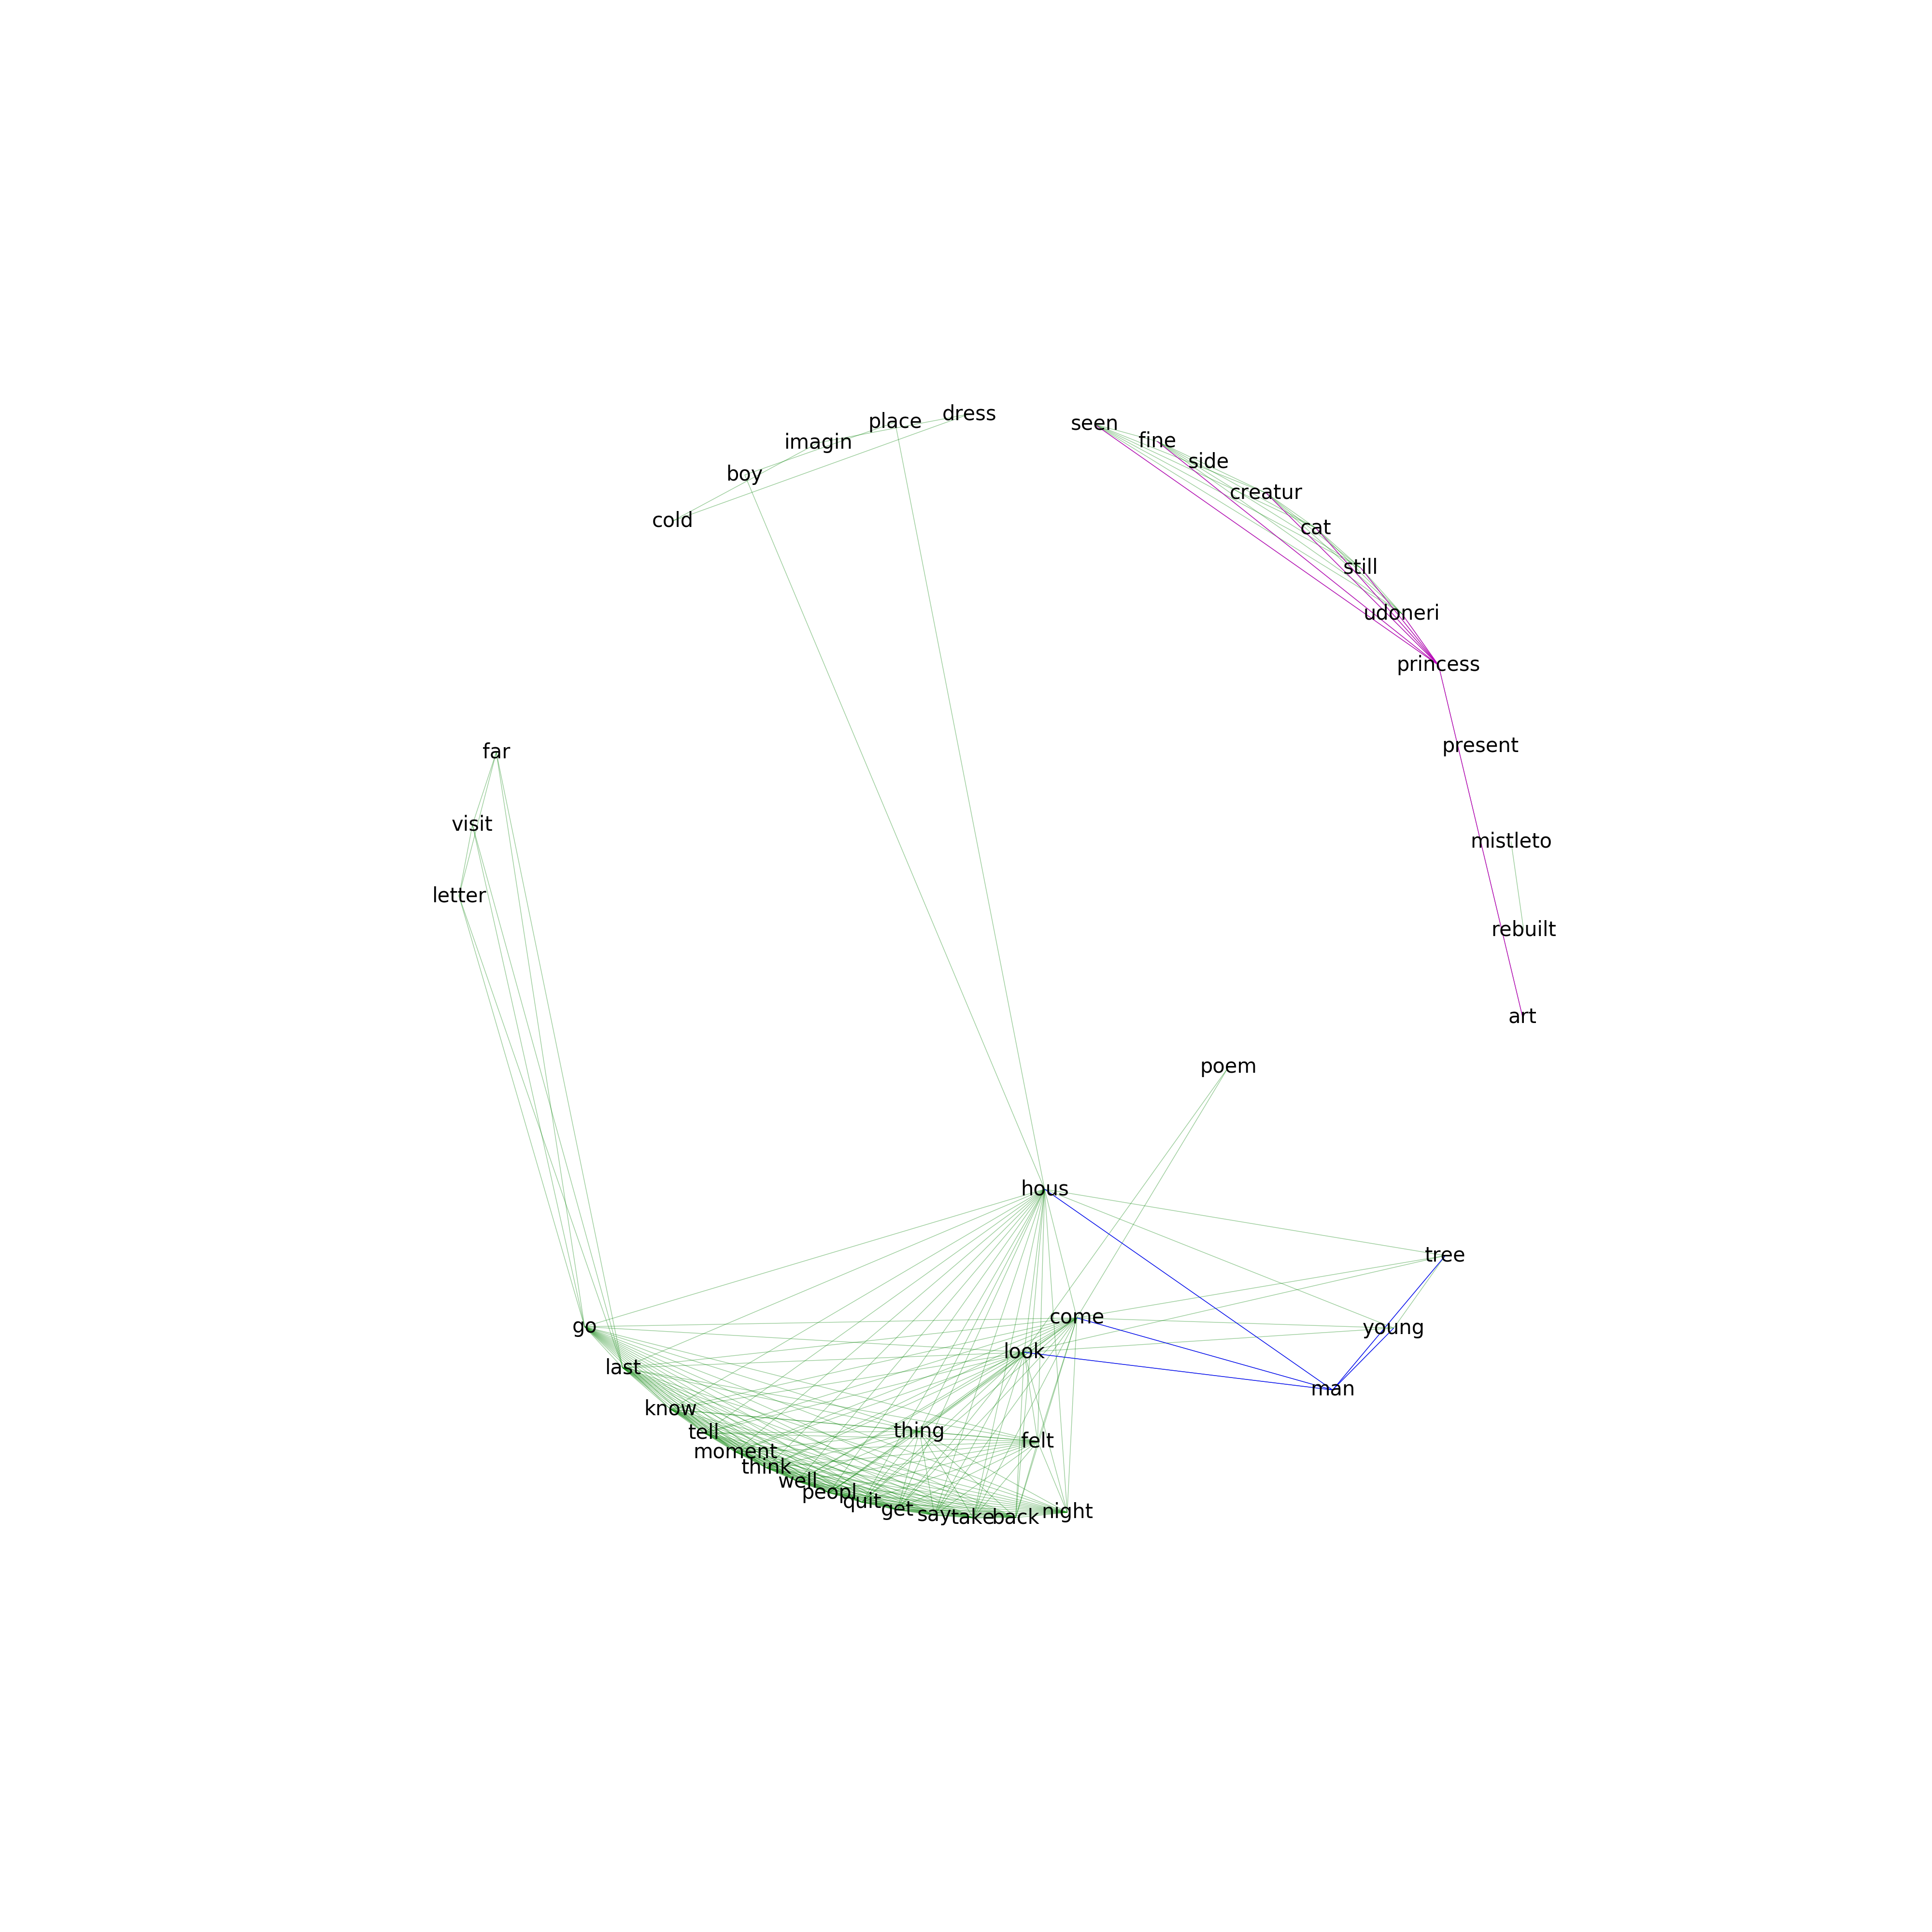 dress
place
seen
fine
imagin
side
boy
creatur
cold
cat
still
udoneri
princess
present
far
visit
mistleto
letter
rebuilt
art
poem
hous
tree
come
go
young
look
last
man
know
thing
tell
felt
moment
think
well
peopl
quit
get
night
say
take
back